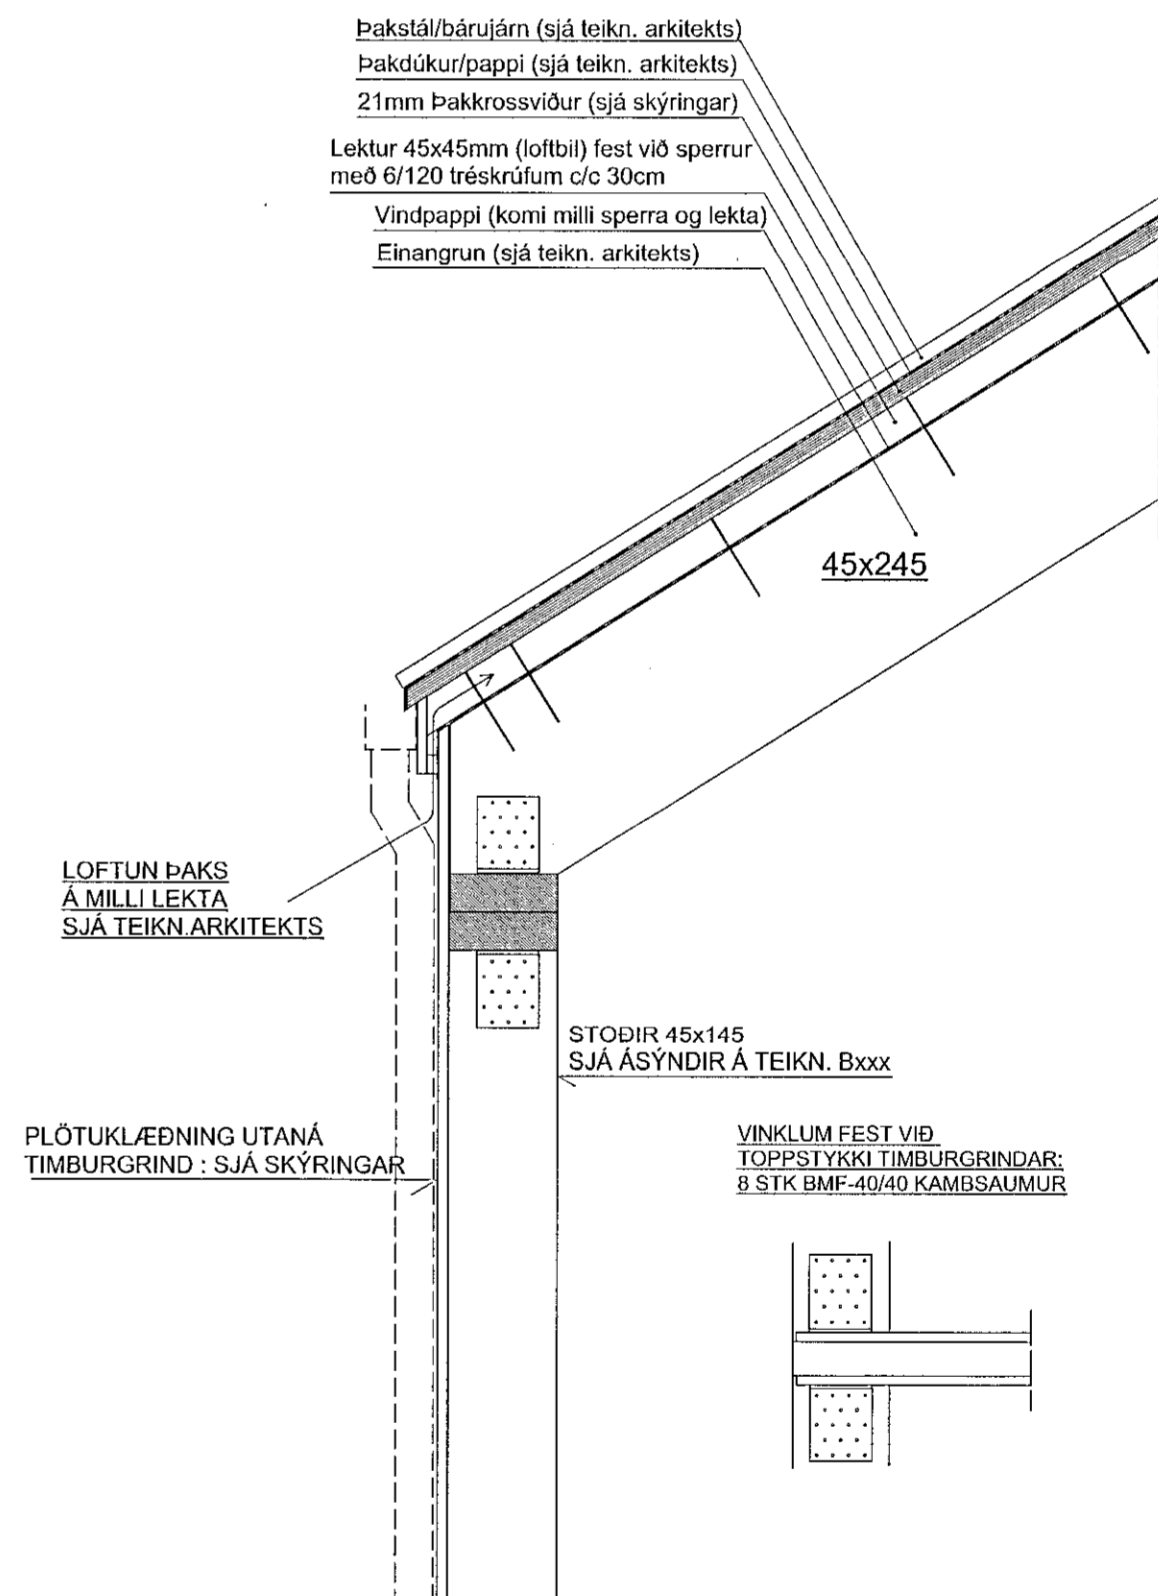 Þakstál/bárujárn (sjá teikn. arkitekts)
Þakdúkur/pappi (sjá teikn. arkitekts)
21mm Þakkrossviður (sjá skýringar)
Lektur 45x45mm (loftbil) fest við sperrur
með 6/120 tréskrúfum c/c 30cm
Vindpappi (komi milli sperra og lekta)
Einangrun (sjá teikn. arkitekts)
45x245
LOFTUN ÞAKS
Á MILLI LEKTA
SJÁ TEIKN.ARKITEKTS
STOÐIR 45x145
SJÁ ÁSÝNDIR Á TEIKN. Bxxx
PLÖTUKLÆÐNING UTANÁ
TIMBURGRIND : SJÁ SKÝRINGAR
VINKLUM FEST VIÐ
TOPPSTYKKI TIMBURGRINDAR:
8 STK BMF-40/40 KAMBSAUMUR